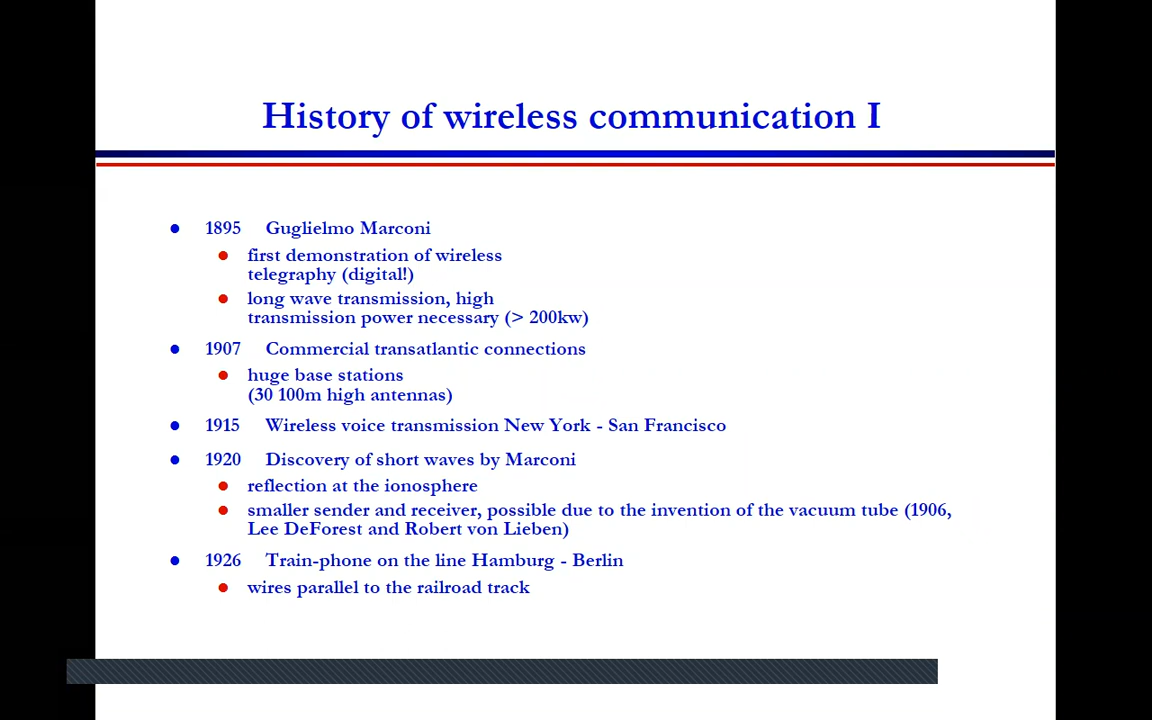 History of wireless communication I
1895 Guglielmo Marconi
first demonstration of wireless
telegraphy (digital!)
long wave transmission, high
transmission power necessary (> 200kw)
1907 Commercial transatlantic connections
huge base stations
(30 100m high antennas)
1915 Wireless voice transmission New York - San Francisco
1920 Discovery of short waves by Marconi
reflection at the ionosphere
smaller sender and receiver, possible due to the invention of the vacuum tube (1906,
Lee DeForest and Robert von Lieben)
1926 Train-phone on the line Hamburg - Berlin
wires parallel to the railroad track